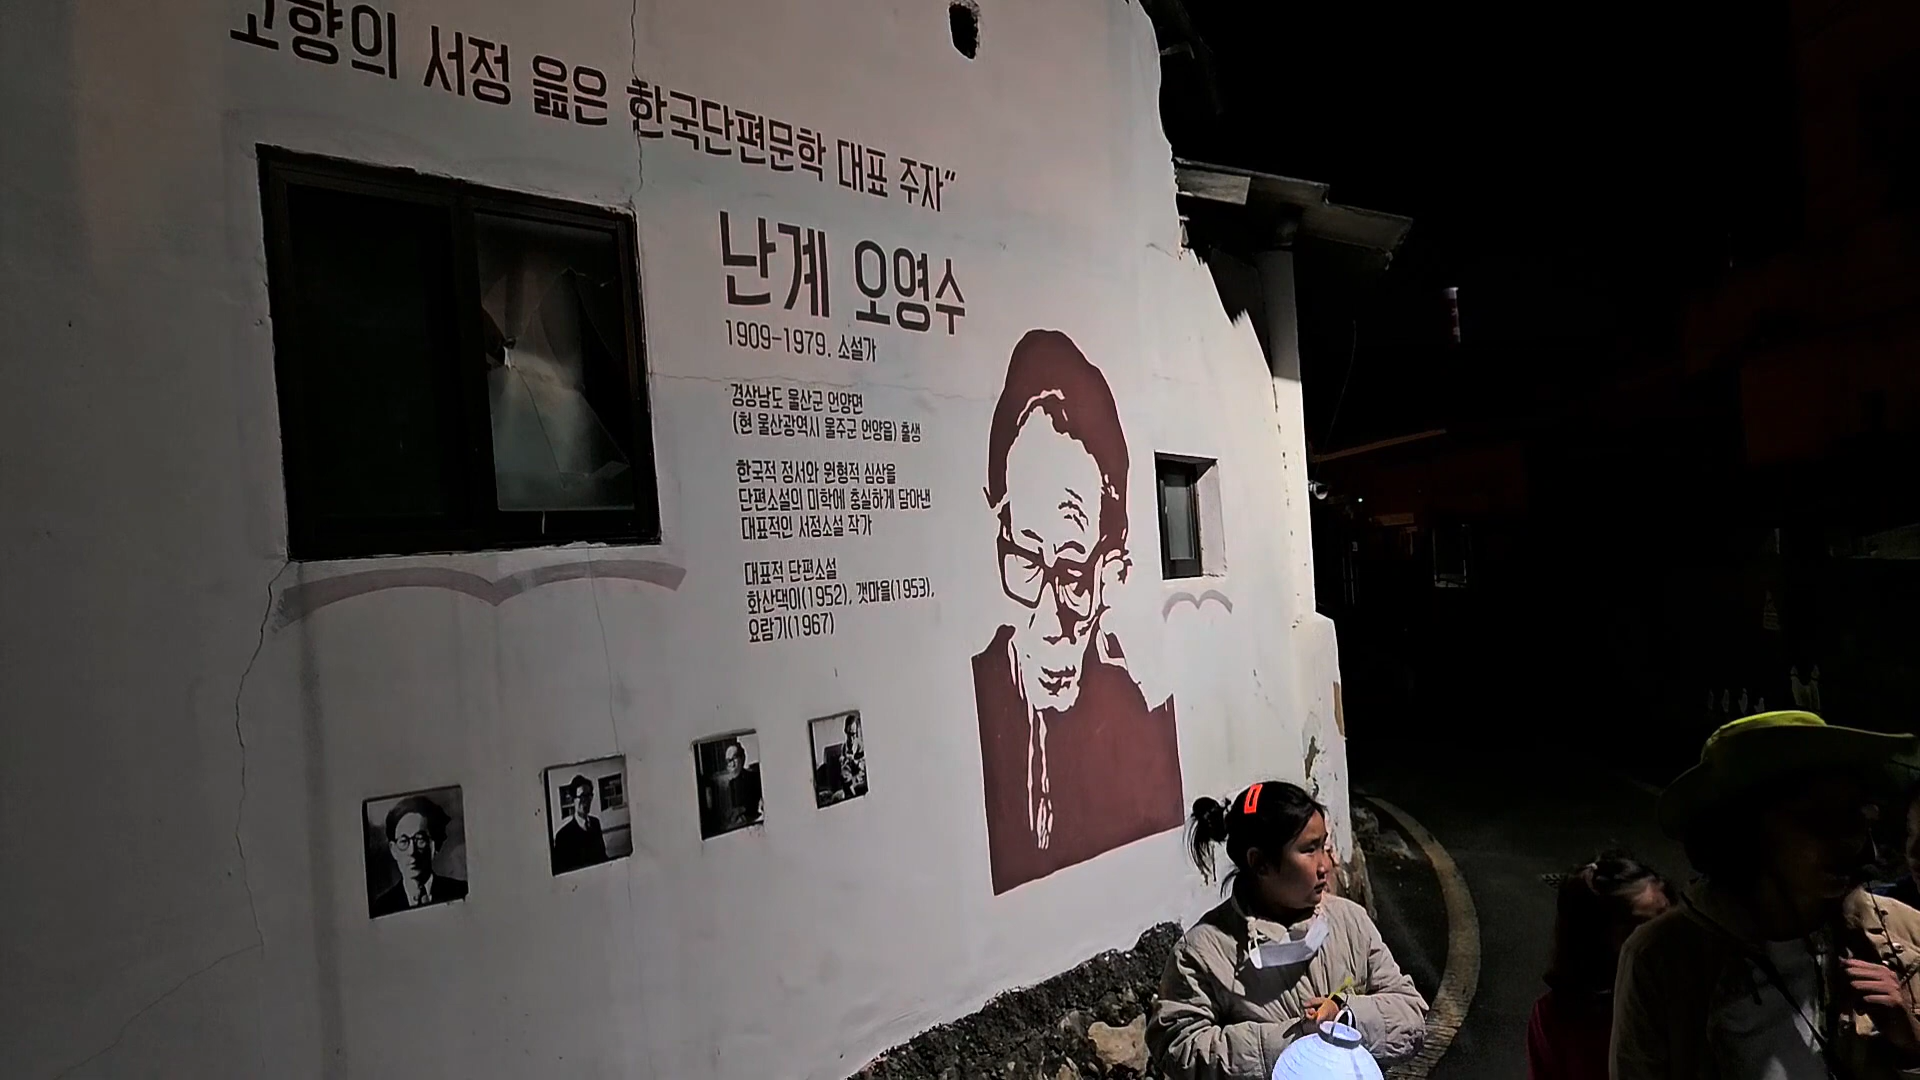 고향의 서정 읊은 한국단편문학 대표 주자"
난계 오영수
1909-1979. 소설가
경상남도 울산군 언양면
(현 울산광역시 울주군 언양읍) 출생
한국적 정서와 원형적 심상을
단편소설의 미학에 충실하게 담아낸
대표적인 서정소설 작가
대표적 단편소설
화산댁이(1952), 갯마을(1953),
요람기(1967)